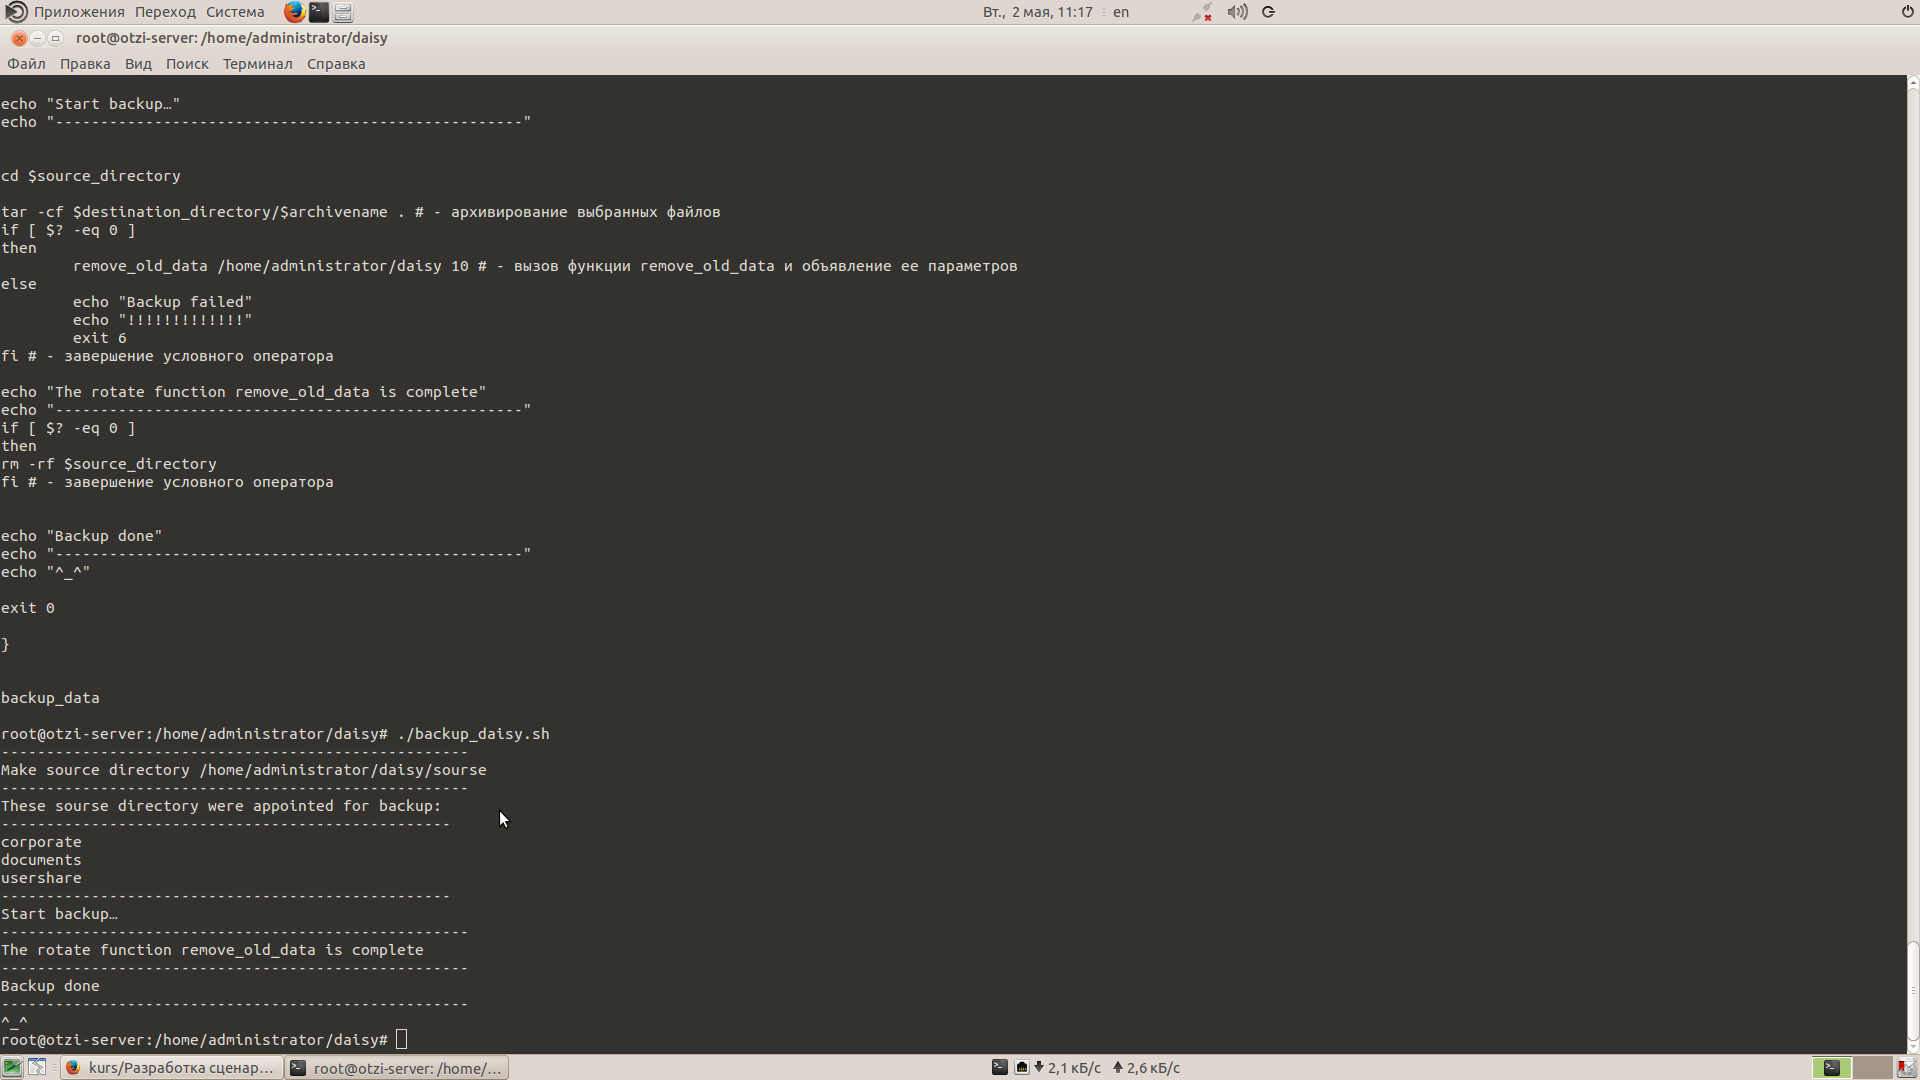 Приложения Переход Система
Вт., 2 мая, 11:17 en
root@otzi-server: /home/administrator/daisy
Файл Правка Вид Поиск Терминал Справка
echo "Start backup…"
echo "----------------------------------------------------"
cd $source_directory
tar -cf $destination_directory/$archivename . # - архивирование выбранных файлов
if [ $? -eq 0 ]
then
remove_old_data /home/administrator/daisy 10 # - вызов функции remove_old_data и объявление ее параметров
else
echo "Backup failed"
echo "!!!!!!!!!!!!!"
exit 6
fi # - завершение условного оператора
echo "The rotate function remove_old_data is complete"
echo "----------------------------------------------------"
if [ $? -eq 0 ]
then
rm -rf $source_directory
fi # - завершение условного оператора
echo "Backup done"
echo "----------------------------------------------------"
echo "^_^"
exit 0
}
backup_data
root@otzi-server:/home/administrator/daisy# ./backup_daisy.sh
----------------------------------------------------
Make source directory /home/administrator/daisy/sourse
----------------------------------------------------
These sourse directory were appointed for backup:
--------------------------------------------------
corporate
documents
usershare
--------------------------------------------------
Start backup…
----------------------------------------------------
The rotate function remove_old_data is complete
----------------------------------------------------
Backup done
----------------------------------------------------
^_^
root@otzi-server:/home/administrator/daisy#
kurs/Разработка сценар… root@otzi-server: /home/… 2,1 кБ/с 2,6 кБ/с